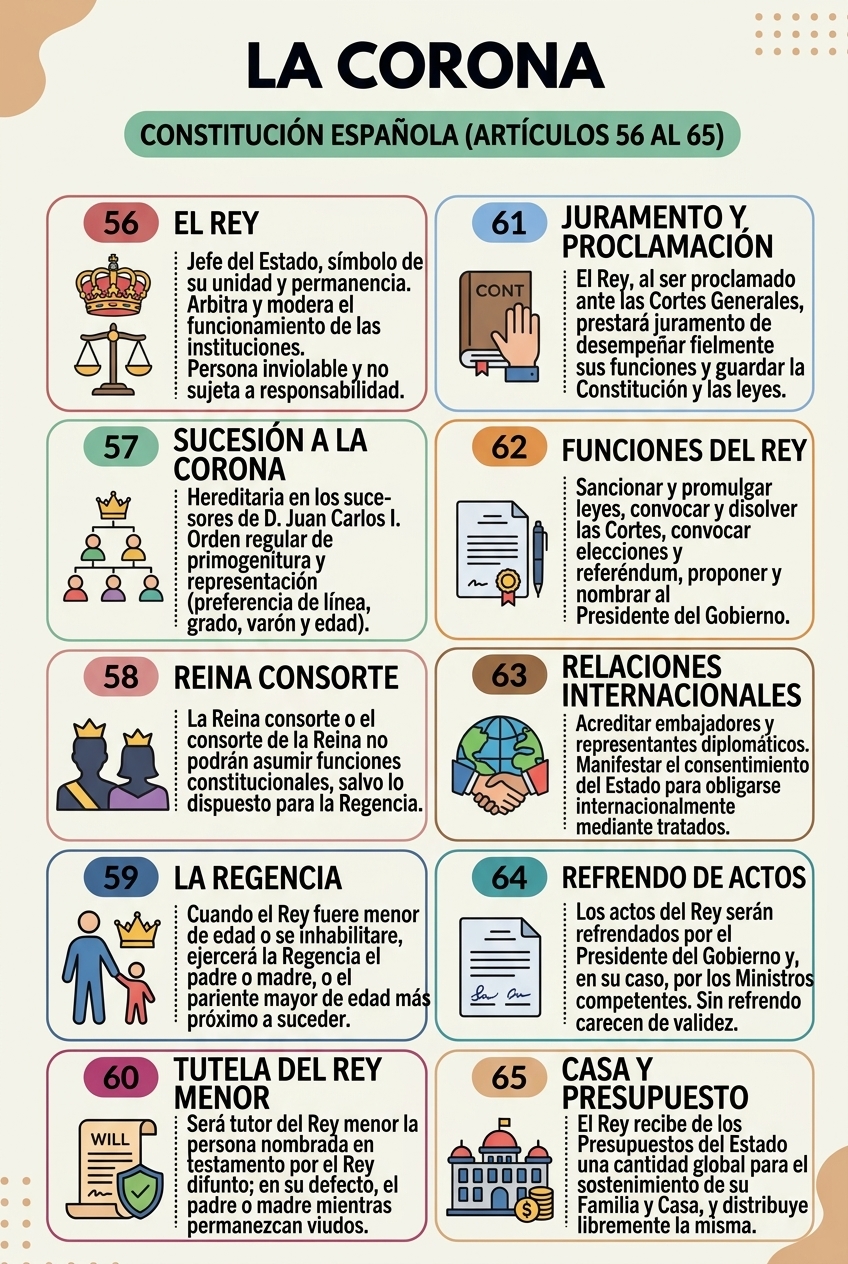 LA CORONA
CONSTITUCIÓN ESPAÑOLA (ARTÍCULOS 56 AL 65)
56 EL REY
Jefe del Estado, símbolo de
su unidad y permanencia.
Arbitra y modera el
funcionamiento de las
instituciones.
Persona inviolable y no
sujeta a responsabilidad.
57 SUCESIÓN A LA
CORONA
Hereditaria en los suce-
sores de D. Juan Carlos I.
Orden regular de
primogenitura y
representación
(preferencia de línea,
grado, varón y edad).
58 REINA CONSORTE
La Reina consorte o el
consorte de la Reina no
podrán asumir funciones
constitucionales, salvo lo
dispuesto para la Regencia.
59 LA REGENCIA
Cuando el Rey fuere menor
de edad o se inhabilitare,
ejercerá la Regencia el
padre o madre, o el
pariente mayor de edad más
próximo a suceder.
60 TUTELA DEL REY
MENOR
WILL
Será tutor del Rey menor la
persona nombrada en
testamento por el Rey
difunto; en su defecto, el
padre o madre mientras
permanezcan viudos.
61 JURAMENTO Y
PROCLAMACIÓN
CONT
El Rey, al ser proclamado
ante las Cortes Generales,
prestará juramento de
desempeñar fielmente
sus funciones y guardar la
Constitución y las leyes.
62 FUNCIONES DEL REY
Sancionar y promulgar
leyes, convocar y disolver
las Cortes, convocar
elecciones y
referéndum, proponer y
nombrar al
Presidente del Gobierno.
63 RELACIONES
INTERNACIONALES
Acreditar embajadores y
representantes diplomáticos.
Manifestar el consentimiento
del Estado para obligarse
internacionalmente
mediante tratados.
64 REFRENDO DE ACTOS
Los actos del Rey serán
refrendados por el
Presidente del Gobierno y,
en su caso, por los Ministros
competentes. Sin refrendo
carecen de validez.
65 CASA Y
PRESUPUESTO
$
El Rey recibe de los
Presupuestos del Estado
una cantidad global para el
sostenimiento de su
Familia y Casa, y distribuye
libremente la misma.